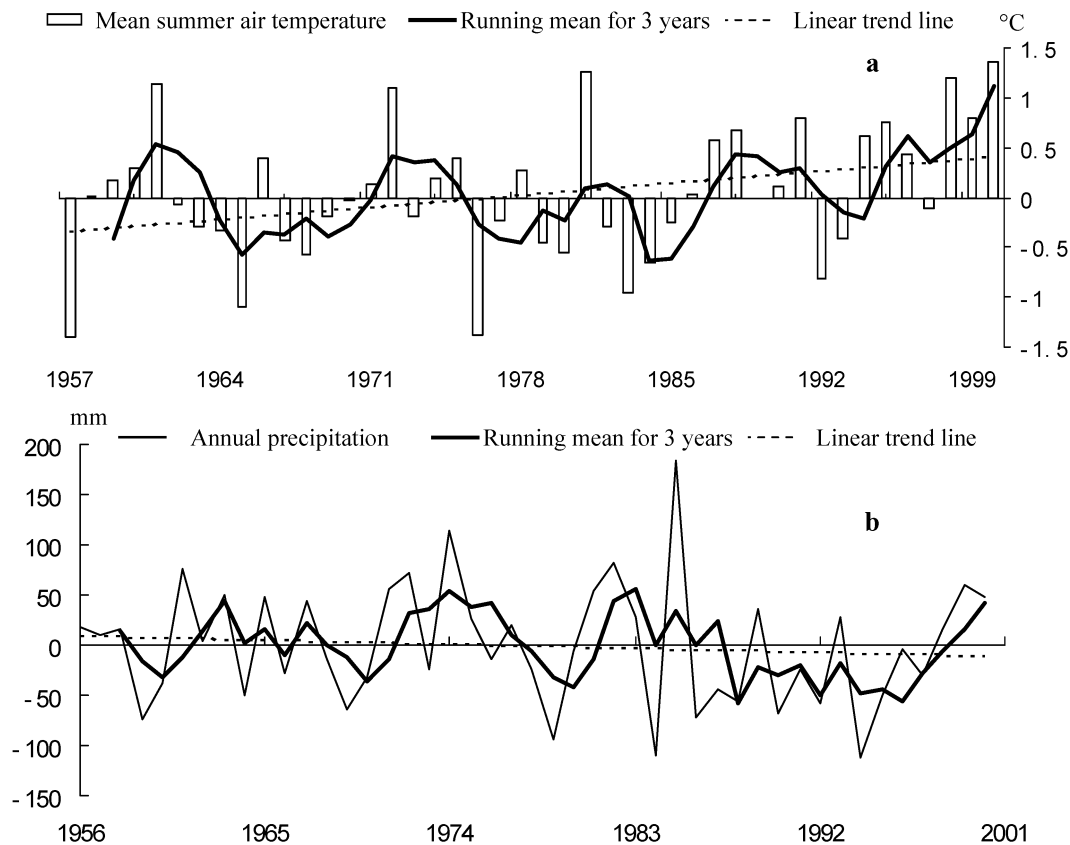 Mean summer air temperature Running mean for 3 years Linear trend line °C
a
1.5
1
0.5
0
-0.5
-1
-1.5
1957 1964 1971 1978 1985 1992 1999
mm
Annual precipitation Running mean for 3 years Linear trend line
b
200
150
100
50
0
-50
-100
-150
1956 1965 1974 1983 1992 2001